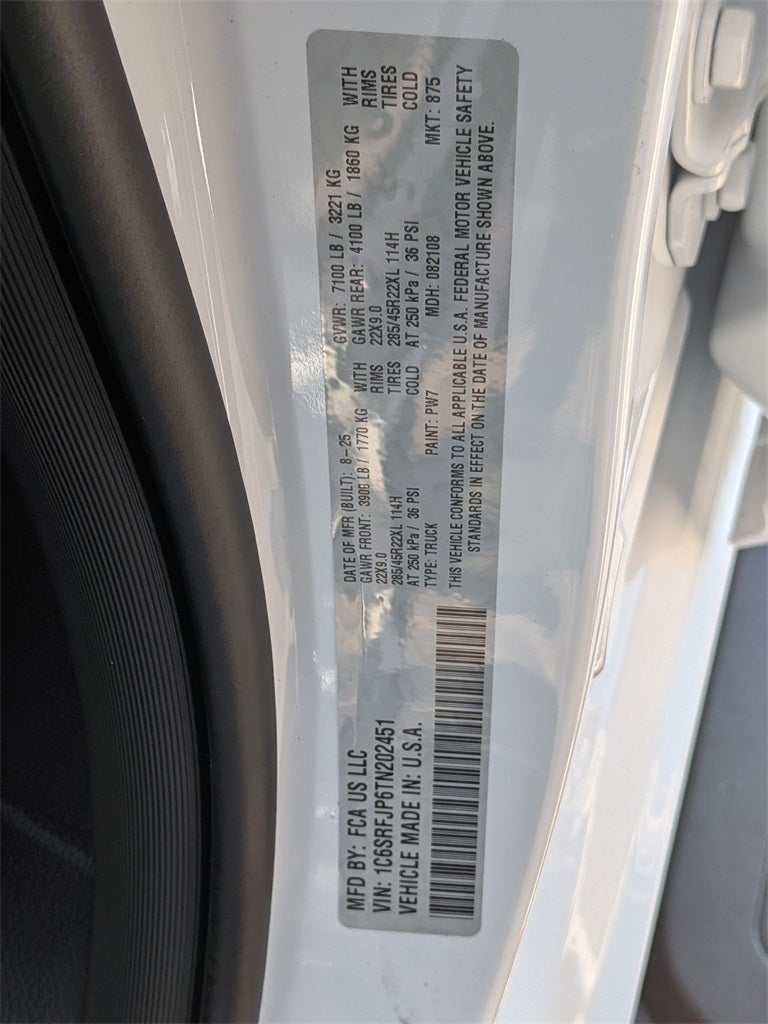 MFD BY: FCA US LLC
VIN: 1C6SRFJP6TN202451
VEHICLE MADE IN: U.S.A.
DATE OF MFR (BUILT): 8-25 GVWR: 7100 LB / 3221 KG
GAWR FRONT: 3900 LB / 1770 KG WITH GAWR REAR: 4100 LB / 1860 KG WITH
22X9.0 RIMS 22X9.0 RIMS
285/45R22XL 114H TIRES 285/45R22XL 114H TIRES
AT 250 kPa / 36 PSI COLD AT 250 kPa / 36 PSI COLD
TYPE: TRUCK PAINT: PW7 MDH: 082108 MKT: 875
THIS VEHICLE CONFORMS TO ALL APPLICABLE U.S.A. FEDERAL MOTOR VEHICLE SAFETY
STANDARDS IN EFFECT ON THE DATE OF MANUFACTURE SHOWN ABOVE.